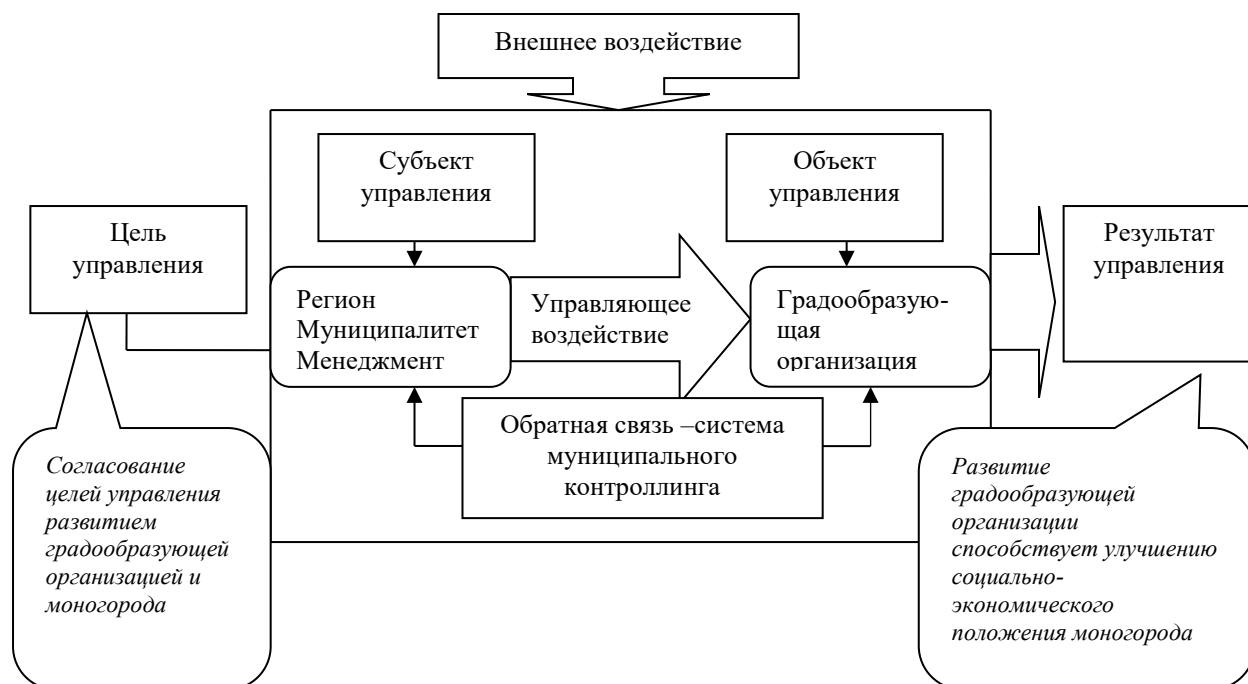 Внешнее воздействие
Субъект
управления
Объект
управления
Цель
управления
Результат
управления
Регион
Муниципалитет
Менеджмент
Управляющее
воздействие
Градообразую-
щая
организация
Обратная связь –система
муниципального
контроллинга
Согласование
целей управления
развитием
градообразующей
организацией и
моногорода
Развитие
градообразующей
организации
способствует улучшению
социально-
экономического
положения моногорода